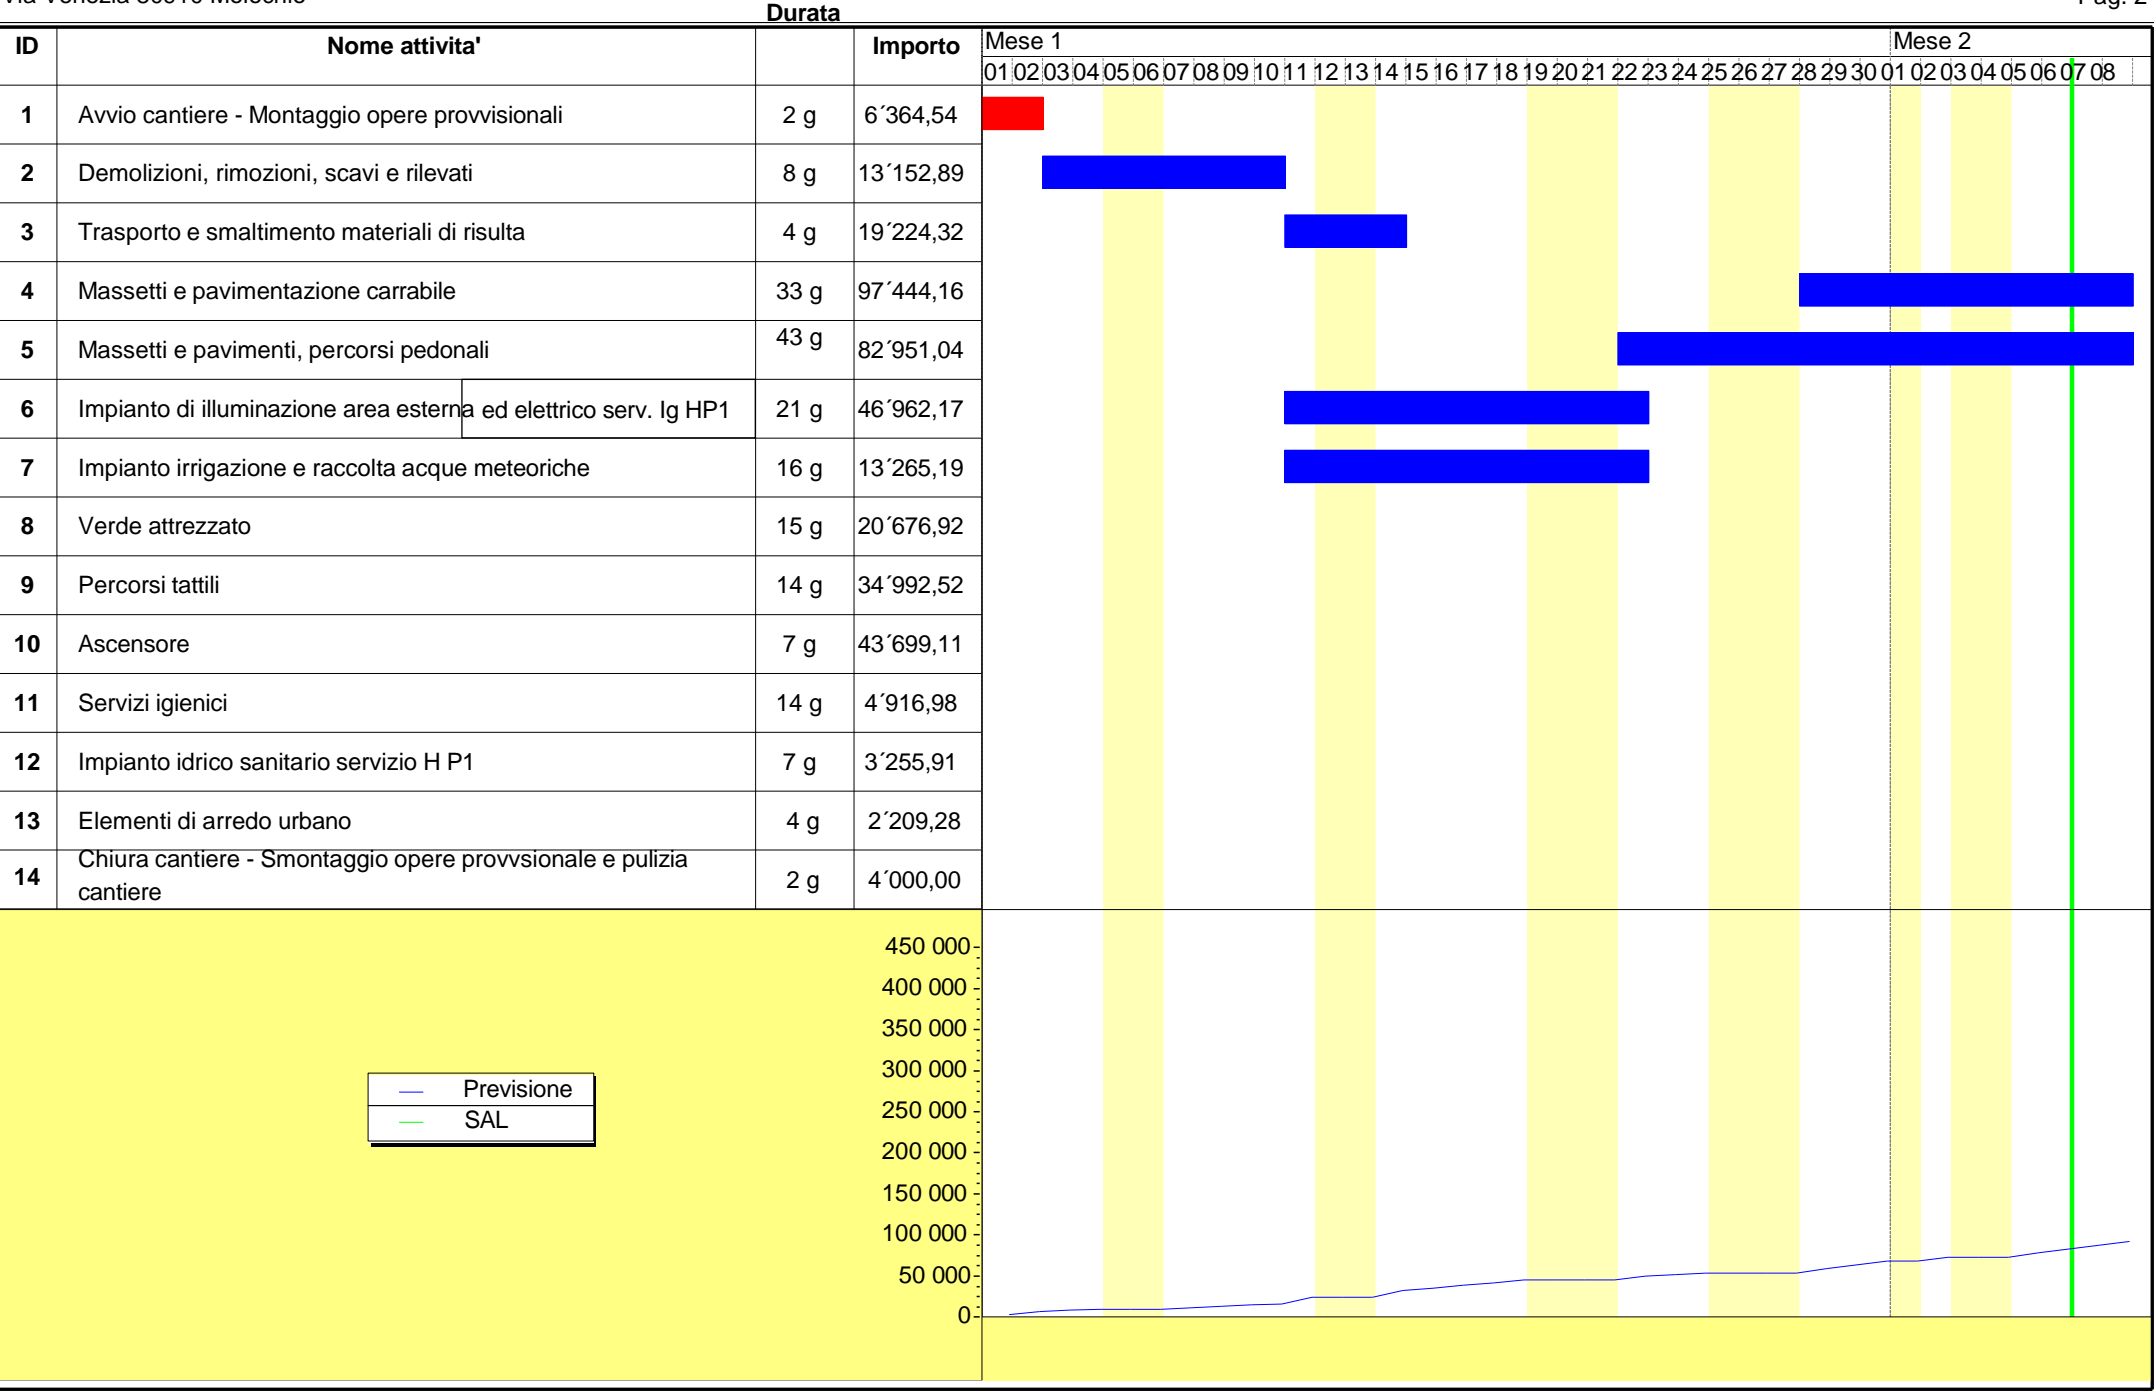 Durata
ID Nome attivita' Importo Mese 1 Mese 2
01 02 03 04 05 06 07 08 09 10 11 12 13 14 15 16 17 18 19 20 21 22 23 24 25 26 27 28 29 30 01 02 03 04 05 06 07 08
1 Avvio cantiere - Montaggio opere provvisionali 2 g 6´364,54
2 Demolizioni, rimozioni, scavi e rilevati 8 g 13´152,89
3 Trasporto e smaltimento materiali di risulta 4 g 19´224,32
4 Massetti e pavimentazione carrabile 33 g 97´444,16
5 Massetti e pavimenti, percorsi pedonali 43 g 82´951,04
6 Impianto di illuminazione area esterna ed elettrico serv. Ig HP1 21 g 46´962,17
7 Impianto irrigazione e raccolta acque meteoriche 16 g 13´265,19
8 Verde attrezzato 15 g 20´676,92
9 Percorsi tattili 14 g 34´992,52
10 Ascensore 7 g 43´699,11
11 Servizi igienici 14 g 4´916,98
12 Impianto idrico sanitario servizio H P1 7 g 3´255,91
13 Elementi di arredo urbano 4 g 2´209,28
14 Chiura cantiere - Smontaggio opere provvsionale e pulizia
cantiere 2 g 4´000,00
450 000
400 000
350 000
300 000
250 000
200 000
150 000
100 000
50 000
0
Previsione
SAL